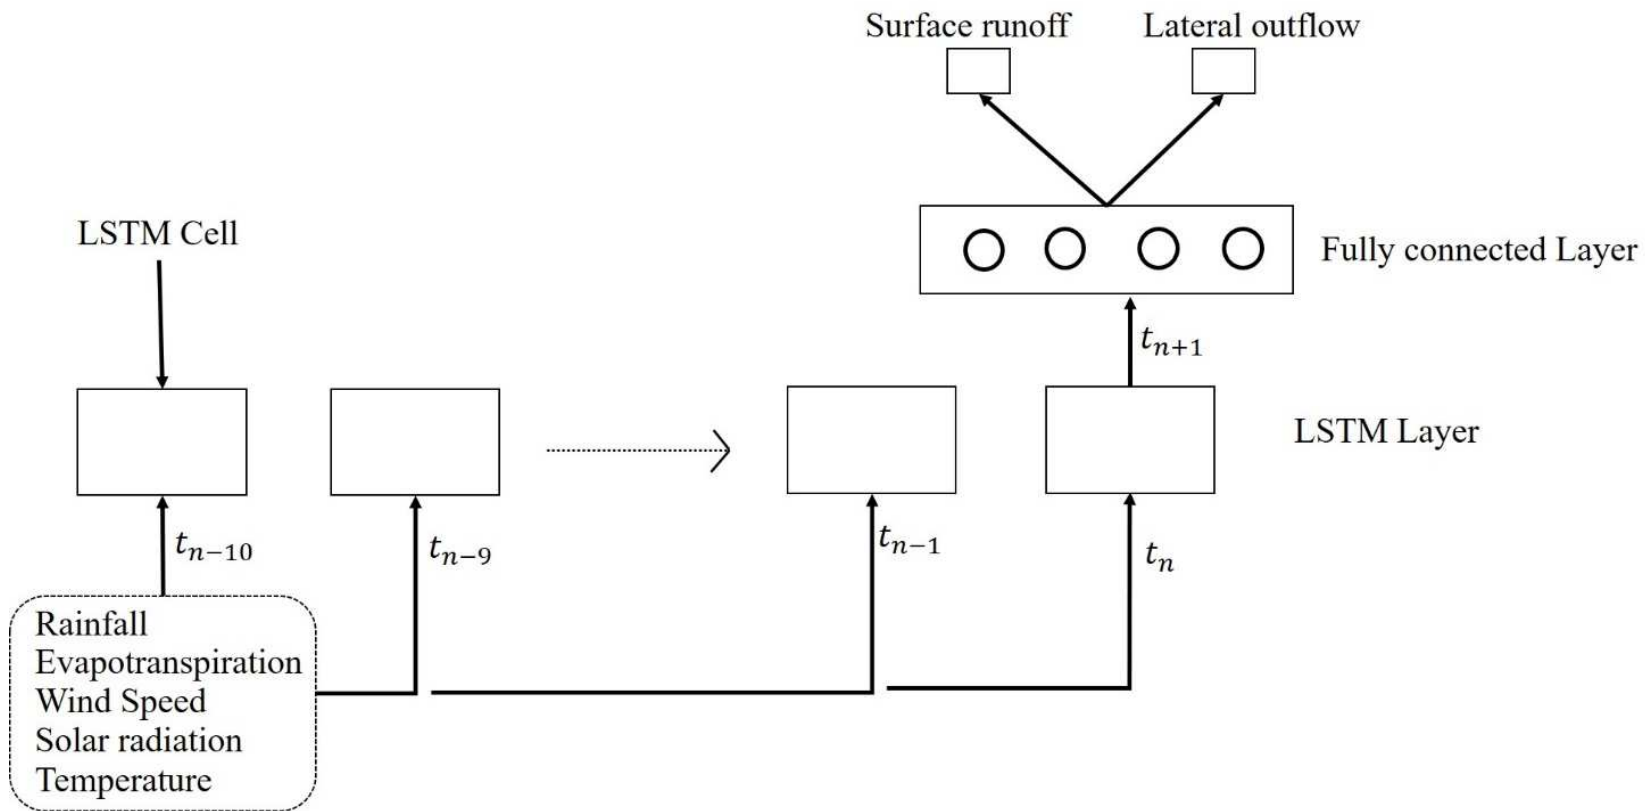 Surface runoff
Lateral outflow
LSTM Cell
Fully connected Layer
t_{n+1}
LSTM Layer
t_{n-10}
t_{n-9}
t_{n-1}
t_n
Rainfall
Evapotranspiration
Wind Speed
Solar radiation
Temperature